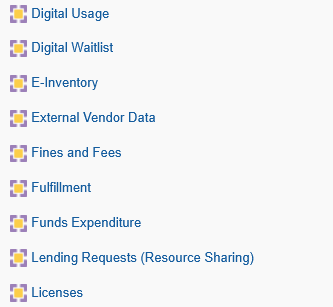 Digital Usage
Digital Waitlist
E-Inventory
External Vendor Data
Fines and Fees
Fulfillment
Funds Expenditure
Lending Requests (Resource Sharing)
Licenses